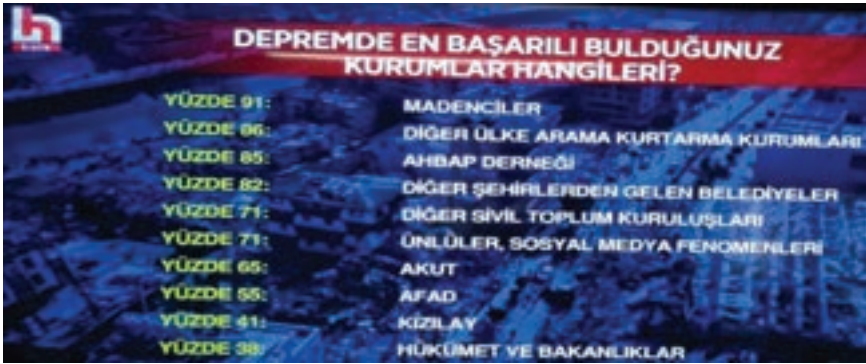 DEPREMDE EN BAŞARILI BULDUĞUNUZ
KURUMLAR HANGİLERİ?
YÜZDE 91: MADENCİLER
YÜZDE 86: DİĞER ÜLKE ARAMA KURTARMA KURUMLARI
YÜZDE 85: AHBAP DERNEĞİ
YÜZDE 82: DİĞER ŞEHİRLERDEN GELEN BELEDİYELER
YÜZDE 71: DİĞER SİVİL TOPLUM KURULUŞLARI
YÜZDE 71: ÜNLÜLER, SOSYAL MEDYA FENOMENLERİ
YÜZDE 65: AKUT
YÜZDE 55: AFAD
YÜZDE 41: KIZILAY
YÜZDE 38: HÜKÜMET VE BAKANLIKLAR